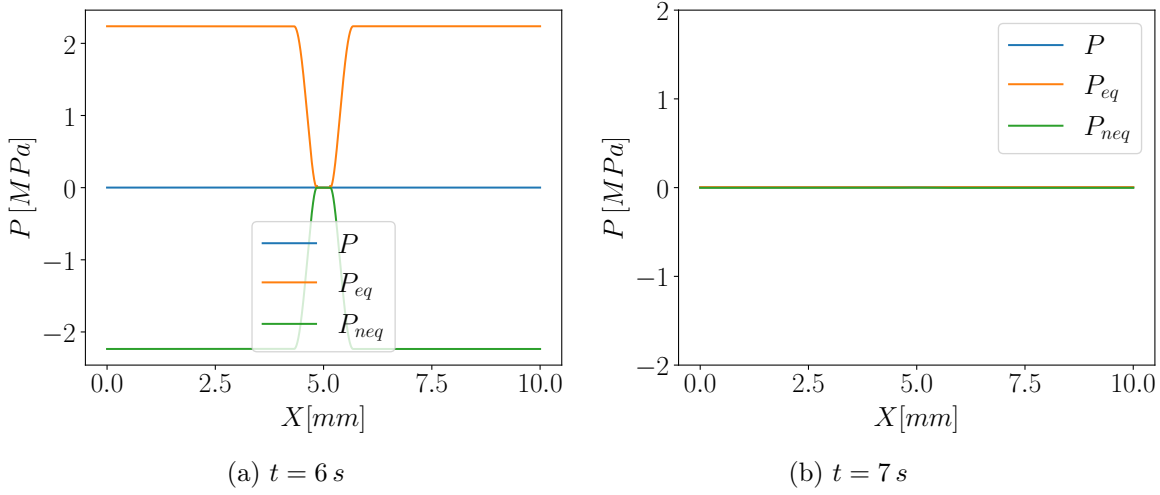 2
1
0
−1
−2
P [MPa]
0.0 2.5 5.0 7.5 10.0
X[mm]
P
P_eq
P_neq
(a) t = 6 s
2
1
0
−1
−2
P [MPa]
0.0 2.5 5.0 7.5 10.0
X[mm]
P
P_eq
P_neq
(b) t = 7 s